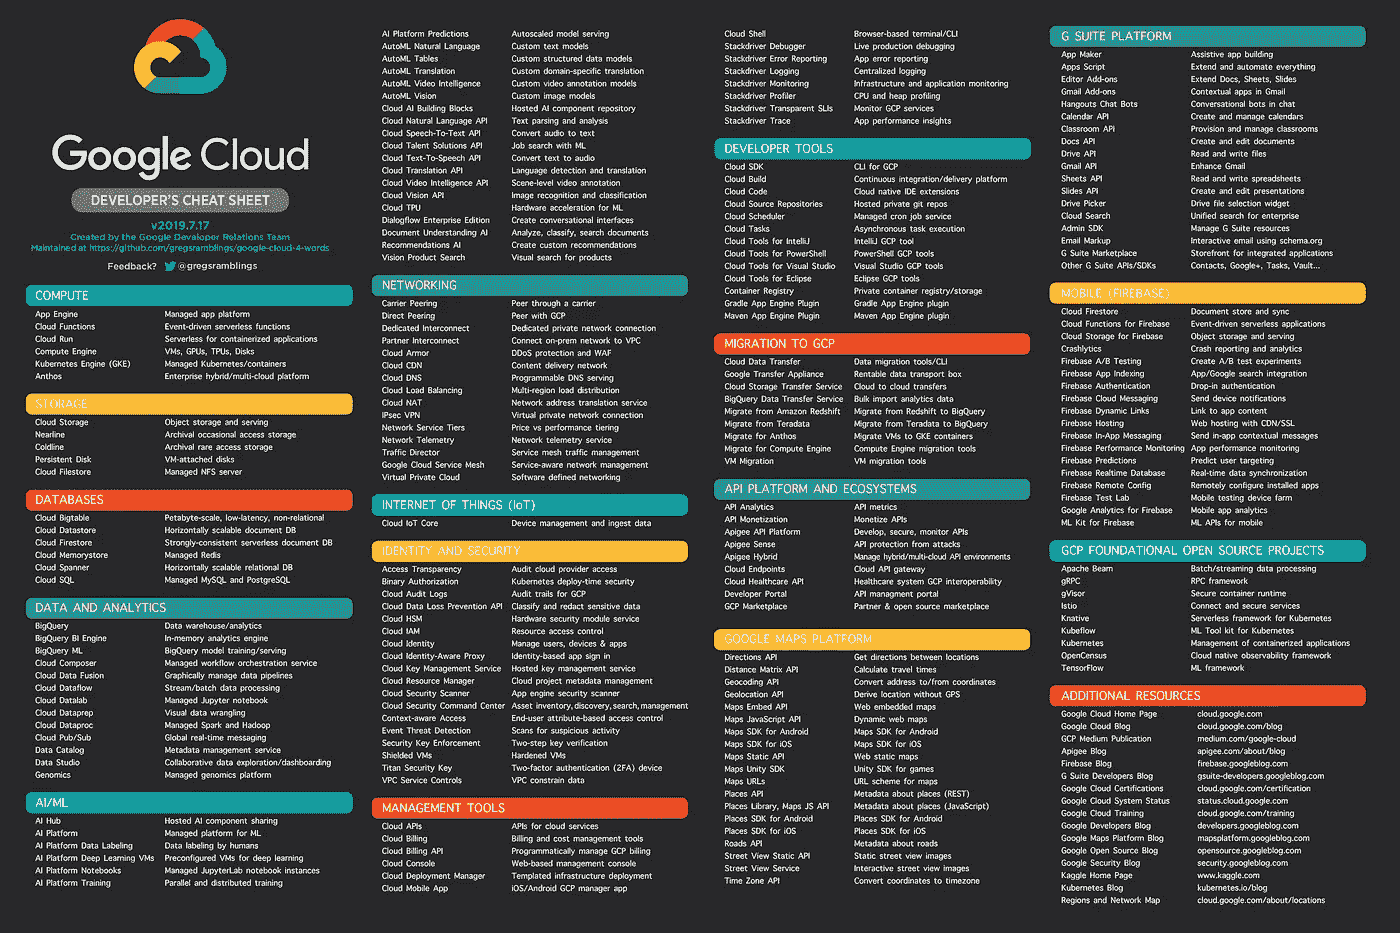 Google Cloud
DEVELOPER'S CHEAT SHEET
v2019.7.17
Created by the Google Developer Relations Team
Maintained at https://github.com/gregsramblings/google-cloud-4-words
Feedback? @gregsramblings
COMPUTE
App Engine Managed app platform
Cloud Functions Event-driven serverless functions
Cloud Run Serverless for containerized applications
Compute Engine VMs, GPUs, TPUs, Disks
Kubernetes Engine (GKE) Managed Kubernetes/containers
Anthos Enterprise hybrid/multi-cloud platform
STORAGE
Cloud Storage Object storage and serving
Nearline Archival occasional access storage
Coldline Archival rare access storage
Persistent Disk VM-attached disks
Cloud Filestore Managed NFS server
DATABASES
Cloud Bigtable Petabyte-scale, low-latency, non-relational
Cloud Datastore Horizontally scalable document DB
Cloud Firestore Strongly-consistent serverless document DB
Cloud Memorystore Managed Redis
Cloud Spanner Horizontally scalable relational DB
Cloud SQL Managed MySQL and PostgreSQL
DATA AND ANALYTICS
BigQuery Data warehouse/analytics
BigQuery BI Engine In-memory analytics engine
BigQuery ML BigQuery model training/serving
Cloud Composer Managed workflow orchestration service
Cloud Data Fusion Graphically manage data pipelines
Cloud Dataflow Stream/batch data processing
Cloud Datalab Managed Jupyter notebook
Cloud Dataprep Visual data wrangling
Cloud Dataproc Managed Spark and Hadoop
Cloud Pub/Sub Global real-time messaging
Data Catalog Metadata management service
Data Studio Collaborative data exploration/dashboarding
Genomics Managed genomics platform
AI/ML
AI Hub Hosted AI component sharing
AI Platform Managed platform for ML
AI Platform Data Labeling Data labeling by humans
AI Platform Deep Learning VMs Preconfigured VMs for deep learning
AI Platform Notebooks Managed JupyterLab notebook instances
AI Platform Training Parallel and distributed training
AI Platform Predictions Autoscaled model serving
AutoML Natural Language Custom text models
AutoML Tables Custom structured data models
AutoML Translation Custom domain-specific translation
AutoML Video Intelligence Custom video annotation models
AutoML Vision Custom image models
Cloud AI Building Blocks Hosted AI component repository
Cloud Natural Language API Text parsing and analysis
Cloud Speech-To-Text API Convert audio to text
Cloud Talent Solutions API Job search with ML
Cloud Text-To-Speech API Convert text to audio
Cloud Translation API Language detection and translation
Cloud Video Intelligence API Scene-level video annotation
Cloud Vision API Image recognition and classification
Cloud TPU Hardware acceleration for ML
Dialogflow Enterprise Edition Create conversational interfaces
Document Understanding AI Analyze, classify, search documents
Recommendations AI Create custom recommendations
Vision Product Search Visual search for products
NETWORKING
Carrier Peering Peer through a carrier
Direct Peering Peer with GCP
Dedicated Interconnect Dedicated private network connection
Partner Interconnect Connect on-prem network to VPC
Cloud Armor DDoS protection and WAF
Cloud CDN Content delivery network
Cloud DNS Programmable DNS serving
Cloud Load Balancing Multi-region load distribution
Cloud NAT Network address translation service
IPsec VPN Virtual private network connection
Network Service Tiers Price vs performance tiering
Network Telemetry Network telemetry service
Traffic Director Service mesh traffic management
Google Cloud Service Mesh Service-aware network management
Virtual Private Cloud Software defined networking
INTERNET OF THINGS (IoT)
Cloud IoT Core Device management and ingest data
IDENTITY AND SECURITY
Access Transparency Audit cloud provider access
Binary Authorization Kubernetes deploy-time security
Cloud Audit Logs Audit trails for GCP
Cloud Data Loss Prevention API Classify and redact sensitive data
Cloud HSM Hardware security module service
Cloud IAM Resource access control
Cloud Identity Manage users, devices & apps
Cloud Identity-Aware Proxy Identity-based app sign in
Cloud Key Management Service Hosted key management service
Cloud Resource Manager Cloud project metadata management
Cloud Security Scanner App engine security scanner
Cloud Security Command Center Asset inventory, discovery, search, management
Context-aware Access End-user attribute-based access control
Event Threat Detection Scans for suspicious activity
Security Key Enforcement Two-step key verification
Shielded VMs Hardened VMs
Titan Security Key Two-factor authentication (2FA) device
VPC Service Controls VPC constrain data
MANAGEMENT TOOLS
Cloud APIs APIs for cloud services
Cloud Billing Billing and cost management tools
Cloud Billing API Programmatically manage GCP billing
Cloud Console Web-based management console
Cloud Deployment Manager Templated infrastructure deployment
Cloud Mobile App iOS/Android GCP manager app
Cloud Shell Browser-based terminal/CLI
Stackdriver Debugger Live production debugging
Stackdriver Error Reporting App error reporting
Stackdriver Logging Centralized logging
Stackdriver Monitoring Infrastructure and application monitoring
Stackdriver Profiler CPU and heap profiling
Stackdriver Transparent SLIs Monitor GCP services
Stackdriver Trace App performance insights
DEVELOPER TOOLS
Cloud SDK CLI for GCP
Cloud Build Continuous integration/delivery platform
Cloud Code Cloud native IDE extensions
Cloud Source Repositories Hosted private git repos
Cloud Scheduler Managed cron job service
Cloud Tasks Asynchronous task execution
Cloud Tools for IntelliJ IntelliJ GCP tool
Cloud Tools for PowerShell PowerShell GCP tools
Cloud Tools for Visual Studio Visual Studio GCP tools
Cloud Tools for Eclipse Eclipse GCP tools
Container Registry Private container registry/storage
Gradle App Engine Plugin Gradle App Engine plugin
Maven App Engine Plugin Maven App Engine plugin
MIGRATION TO GCP
Cloud Data Transfer Data migration tools/CLI
Google Transfer Appliance Rentable data transport box
Cloud Storage Transfer Service Cloud to cloud transfers
BigQuery Data Transfer Service Bulk import analytics data
Migrate from Amazon Redshift Migrate from Redshift to BigQuery
Migrate from Teradata Migrate from Teradata to BigQuery
Migrate for Anthos Migrate VMs to GKE containers
Migrate for Compute Engine Compute Engine migration tools
VM Migration VM migration tools
API PLATFORM AND ECOSYSTEMS
API Analytics API metrics
API Monetization Monetize APIs
Apigee API Platform Develop, secure, monitor APIs
Apigee Sense API protection from attacks
Apigee Hybrid Manage hybrid/multi-cloud API environments
Cloud Endpoints Cloud API gateway
Cloud Healthcare API Healthcare system GCP interoperability
Developer Portal API managment portal
GCP Marketplace Partner & open source marketplace
GOOGLE MAPS PLATFORM
Directions API Get directions between locations
Distance Matrix API Calculate travel times
Geocoding API Convert address to/from coordinates
Geolocation API Derive location without GPS
Maps Embed API Web embedded maps
Maps JavaScript API Dynamic web maps
Maps SDK for Android Maps SDK for Android
Maps SDK for iOS Maps SDK for iOS
Maps Static API Web static maps
Maps Unity SDK Unity SDK for games
Maps URLs URL scheme for maps
Places API Metadata about places (REST)
Places Library, Maps JS API Metadata about places (JavaScript)
Places SDK for Android Places SDK for Android
Places SDK for iOS Places SDK for iOS
Roads API Metadata about roads
Street View Static API Static street view images
Street View Service Interactive street view images
Time Zone API Convert coordinates to timezone
G SUITE PLATFORM
App Maker Assistive app building
Apps Script Extend and automate everything
Editor Add-ons Extend Docs, Sheets, Slides
Gmail Add-ons Contextual apps in Gmail
Hangouts Chat Bots Conversational bots in chat
Calendar API Create and manage calendars
Classroom API Provision and manage classrooms
Docs API Create and edit documents
Drive API Read and write files
Gmail API Enhance Gmail
Sheets API Read and write spreadsheets
Slides API Create and edit presentations
Drive Picker Drive file selection widget
Cloud Search Unified search for enterprise
Admin SDK Manage G Suite resources
Email Markup Interactive email using schema.org
G Suite Marketplace Storefront for integrated applications
Other G Suite APIs/SDKs Contacts, Google+, Tasks, Vault...
MOBILE (FIREBASE)
Cloud Firestore Document store and sync
Cloud Functions for Firebase Event-driven serverless applications
Cloud Storage for Firebase Object storage and serving
Crashlytics Crash reporting and analytics
Firebase A/B Testing Create A/B test experiments
Firebase App Indexing App/Google search integration
Firebase Authentication Drop-in authentication
Firebase Cloud Messaging Send device notifications
Firebase Dynamic Links Link to app content
Firebase Hosting Web hosting with CDN/SSL
Firebase In-App Messaging Send in-app contextual messages
Firebase Performance Monitoring App performance monitoring
Firebase Predictions Predict user targeting
Firebase Realtime Database Real-time data synchronization
Firebase Remote Config Remotely configure installed apps
Firebase Test Lab Mobile testing device farm
Google Analytics for Firebase Mobile app analytics
ML Kit for Firebase ML APIs for mobile
GCP FOUNDATIONAL OPEN SOURCE PROJECTS
Apache Beam Batch/streaming data processing
gRPC RPC framework
gVisor Secure container runtime
Istio Connect and secure services
Knative Serverless framework for Kubernetes
Kubeflow ML Tool kit for Kubernetes
Kubernetes Management of containerized applications
OpenCensus Cloud native observability framework
TensorFlow ML framework
ADDITIONAL RESOURCES
Google Cloud Home Page cloud.google.com
Google Cloud Blog cloud.google.com/blog
GCP Medium Publication medium.com/google-cloud
Apigee Blog apigee.com/about/blog
Firebase Blog firebase.googleblog.com
G Suite Developers Blog gsuite-developers.googleblog.com
Google Cloud Certifications cloud.google.com/certification
Google Cloud System Status status.cloud.google.com
Google Cloud Training cloud.google.com/training
Google Developers Blog developers.googleblog.com
Google Maps Platform Blog mapsplatform.googleblog.com
Google Open Source Blog opensource.googleblog.com
Google Security Blog security.googleblog.com
Kaggle Home Page www.kaggle.com
Kubernetes Blog kubernetes.io/blog
Regions and Network Map cloud.google.com/about/locations